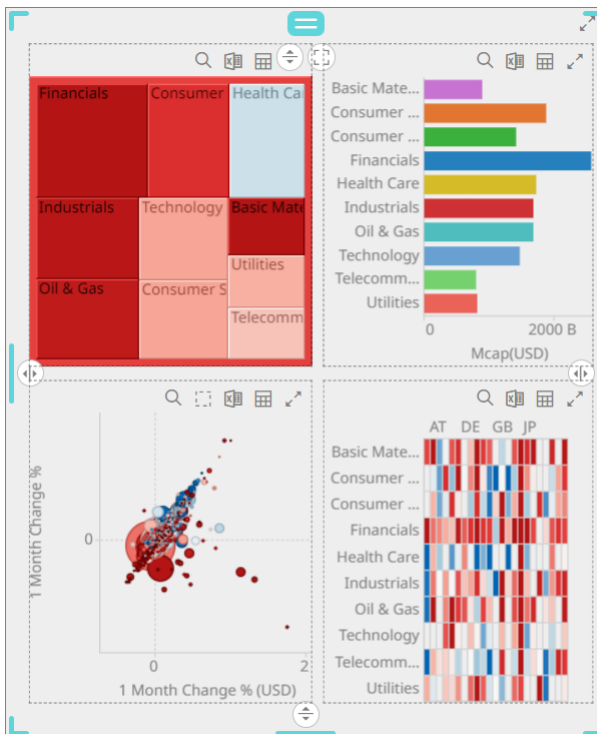 Financials
Consumer
Health Ca
Industrials
Technology
Basic Mate
Utilities
Oil & Gas
Consumer S
Telecomm
Basic Mate...
Consumer ...
Consumer ...
Financials
Health Care
Industrials
Oil & Gas
Technology
Telecomm...
Utilities
0 2000 B
Mcap(USD)
1 Month Change %
0
0 2
1 Month Change % (USD)
AT DE GB JP
Basic Mate...
Consumer ...
Consumer ...
Financials
Health Care
Industrials
Oil & Gas
Technology
Telecomm...
Utilities